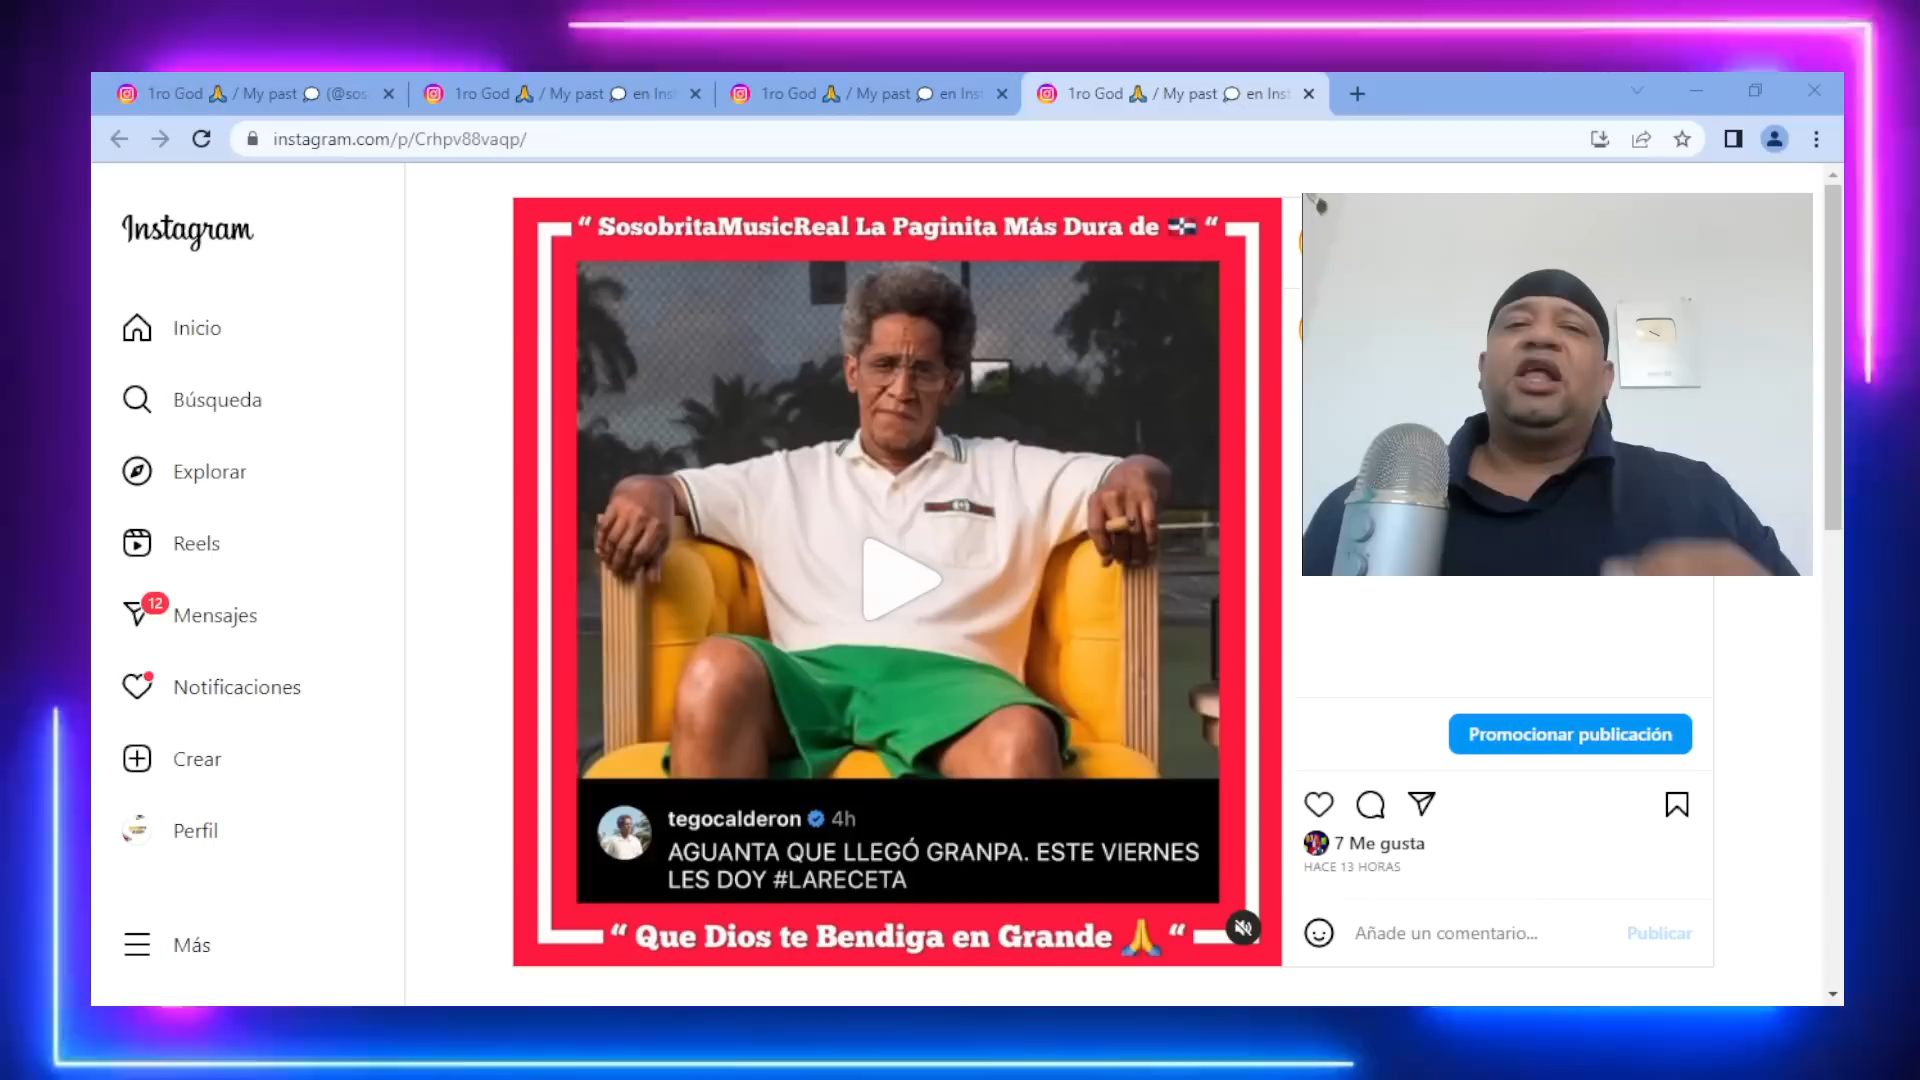 1ro God 🙏 / My past 💭 (@sos
1ro God 🙏 / My past 💭 en Inst
1ro God 🙏 / My past 💭 en Inst
1ro God 🙏 / My past 💭 en Inst
instagram.com/p/Crhpv88vaqp/
Instagram
Inicio
Búsqueda
Explorar
Reels
12
Mensajes
Notificaciones
Crear
Perfil
Más
“ SosobritaMusicReal La Paginita Más Dura de 🇩🇴 “
tegocalderon 4h
AGUANTA QUE LLEGÓ GRANPA. ESTE VIERNES
LES DOY #LARECETA
“ Que Dios te Bendiga en Grande 🙏 “
Promocionar publicación
7 Me gusta
HACE 13 HORAS
Añade un comentario...
Publicar